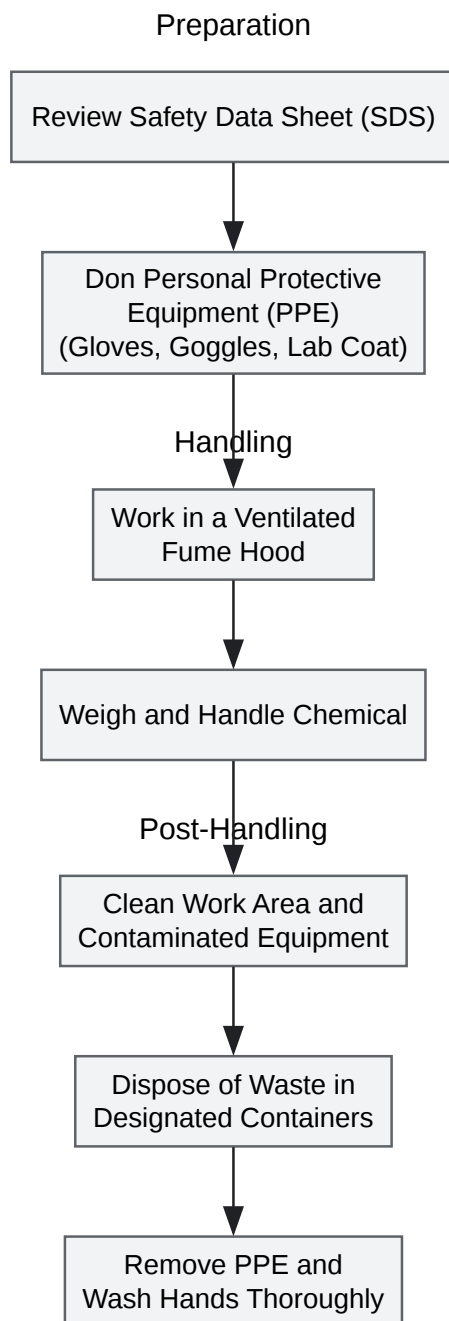 Preparation
Review Safety Data Sheet (SDS)
Don Personal Protective
Equipment (PPE)
(Gloves, Goggles, Lab Coat)
Handling
Work in a Ventilated
Fume Hood
Weigh and Handle Chemical
Post-Handling
Clean Work Area and
Contaminated Equipment
Dispose of Waste in
Designated Containers
Remove PPE and
Wash Hands Thoroughly